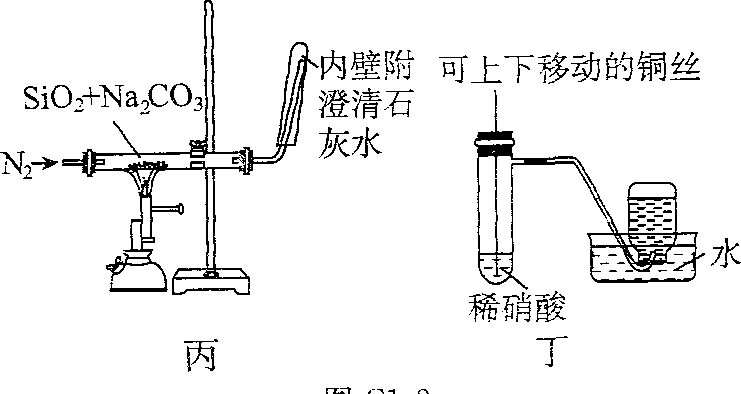 SiO₂+Na₂CO₃
N₂
内壁附
澄清石
灰水
丙
可上下移动的铜丝
水
稀硝酸
丁